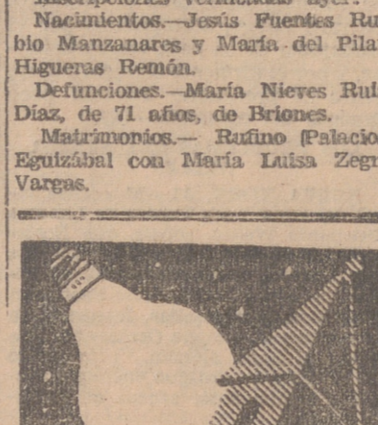 Nacimientos.—Jesús Fuentes Ru
bio Manzanares y María del Pila
Higueras Remón.
Defunciones.—María Nieves Rui
Díaz, de 71 años, de Briones.
Matrimonios.— Rufino (Palacio
Eguizábal con María Luisa Zegr
Vargas.